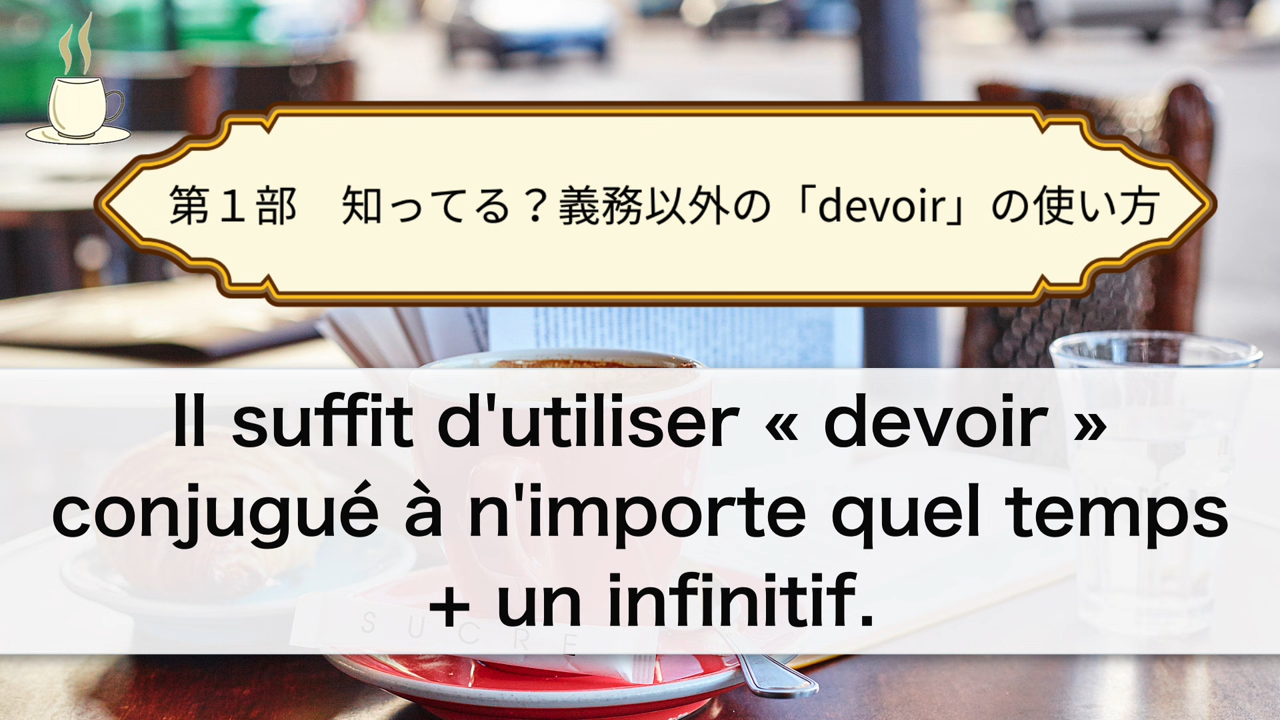 第１部　知ってる？義務以外の「devoir」の使い方
Il suffit d'utiliser « devoir »
conjugué à n'importe quel temps
+ un infinitif.
SUCRE